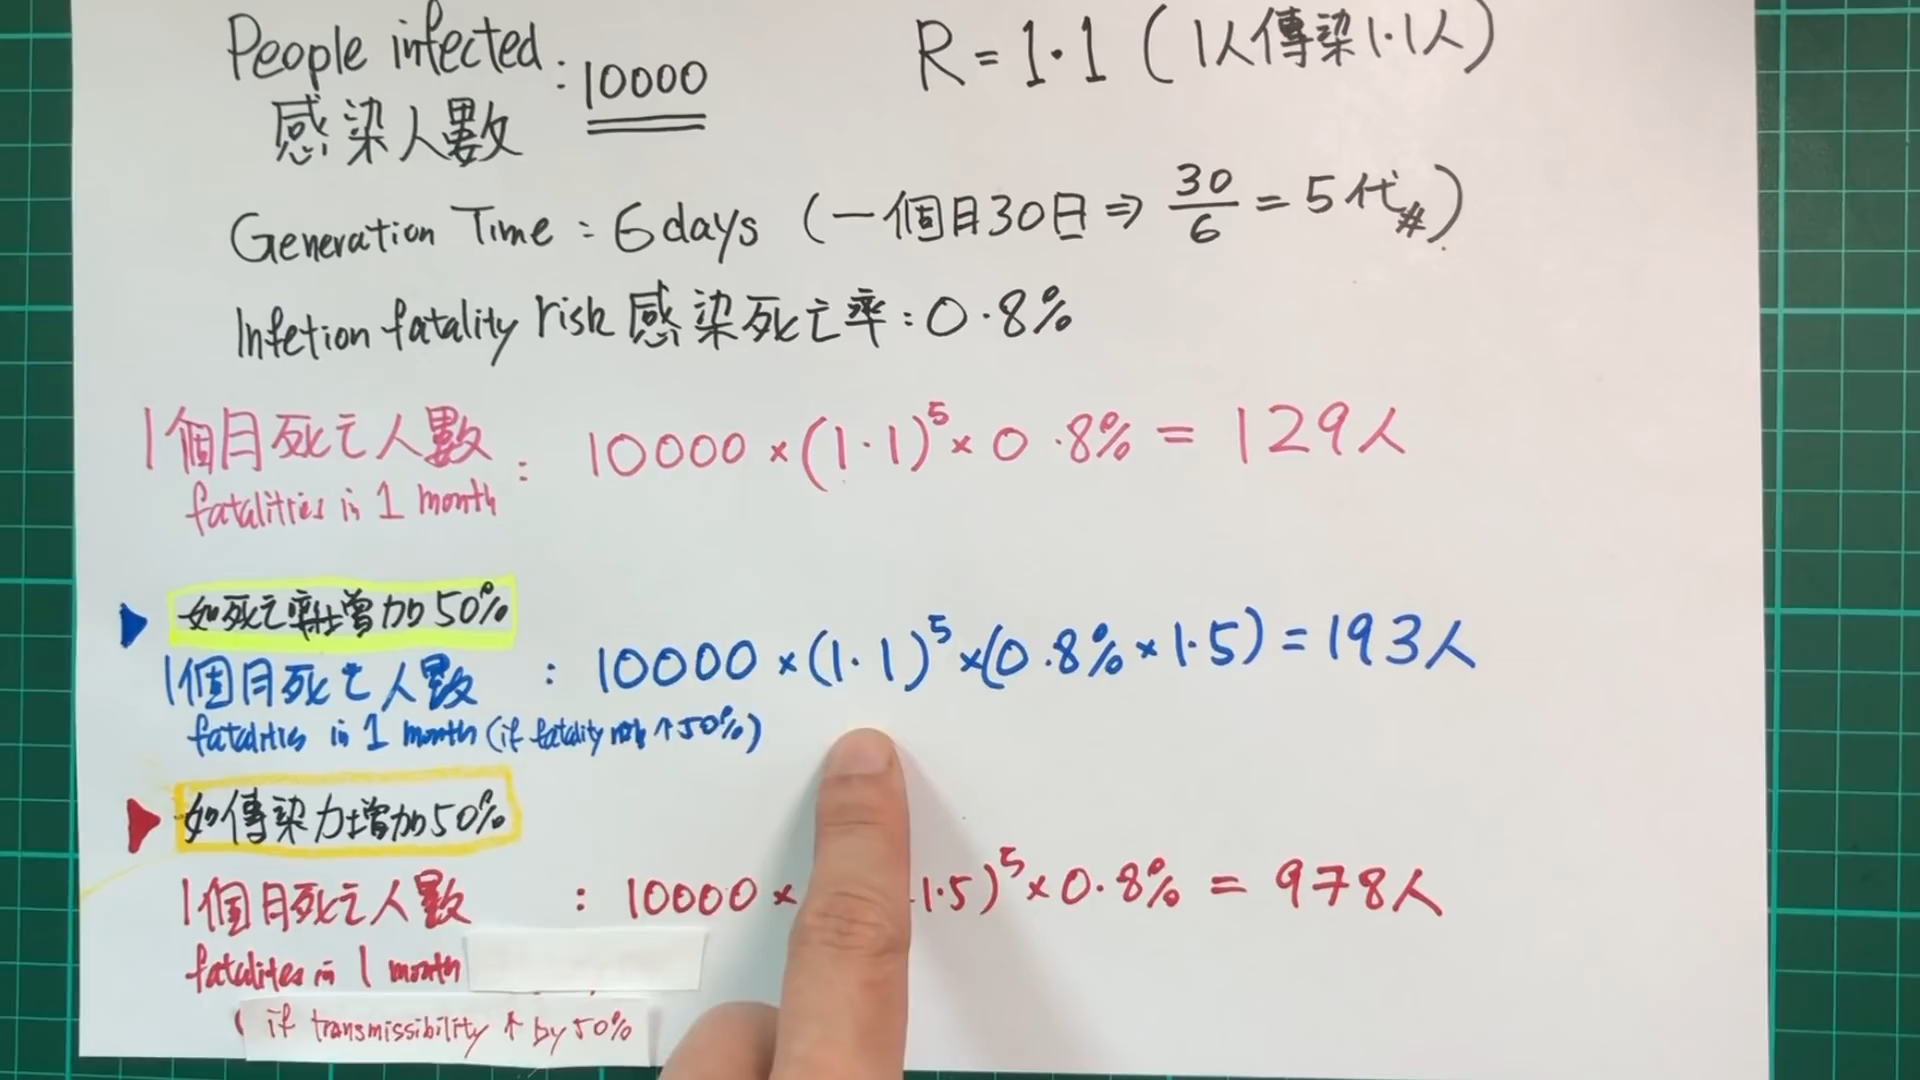 People infected : 10000
感染人數
R = 1.1 (1人傳染1.1人)
Generation Time : 6 days (一個月30日 ⇒ 30/6 = 5代#)
Infetion fatality risk 感染死亡率 : 0.8%
1個月死亡人數 : 10000 × (1.1)⁵ × 0.8% = 129人
fatalities in 1 month
如死亡率增加50%
1個月死亡人數 : 10000 × (1.1)⁵ × (0.8% × 1.5) = 193人
fatalities in 1 month (if fatality risk ↑50%)
如傳染力增加50%
1個月死亡人數 : 10000 × 1.5)⁵ × 0.8% = 978人
fatalites in 1 month
( if transmissibility ↑ by 50%